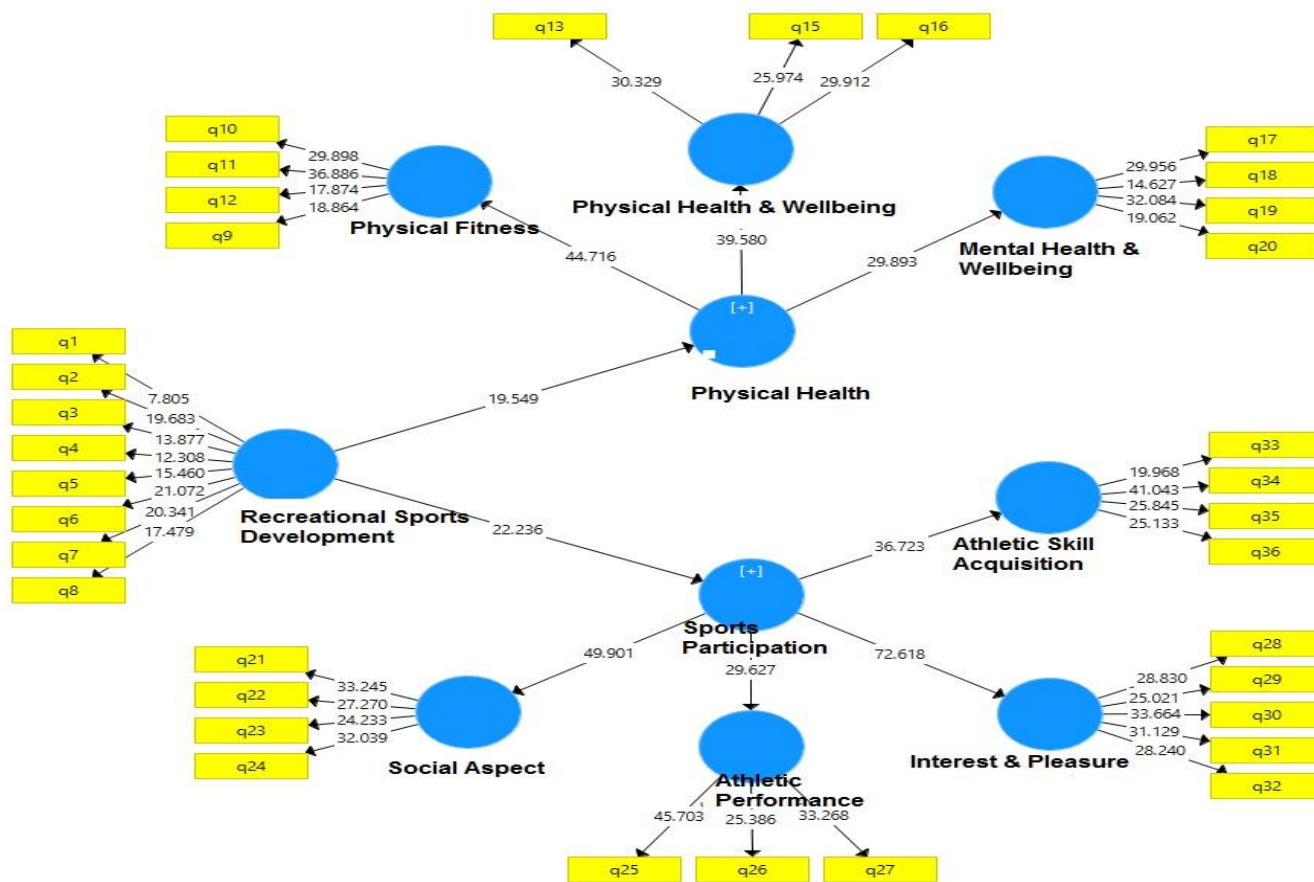 q13
q15
q16
30.329
25.974
29.912
q10
q11
q12
q9
29.898
36.886
17.874
18.864
Physical Fitness
Physical Health & Wellbeing
q17
q18
q19
q20
29.956
14.627
32.084
19.062
Mental Health &
Wellbeing
44.716
39.580
29.893
[+]
Physical Health
q1
q2
q3
q4
q5
q6
q7
q8
7.805
19.683
13.877
12.308
15.460
21.072
20.341
17.479
Recreational Sports
Development
19.549
22.236
q33
q34
q35
q36
19.968
41.043
25.845
25.133
Athletic Skill
Acquisition
36.723
[+]
Sports
Participation
49.901
29.627
72.618
q21
q22
q23
q24
33.245
27.270
24.233
32.039
Social Aspect
Athletic
Performance
45.703
25.386
33.268
q25
q26
q27
q28
q29
q30
q31
q32
28.830
25.021
33.664
31.129
28.240
Interest & Pleasure